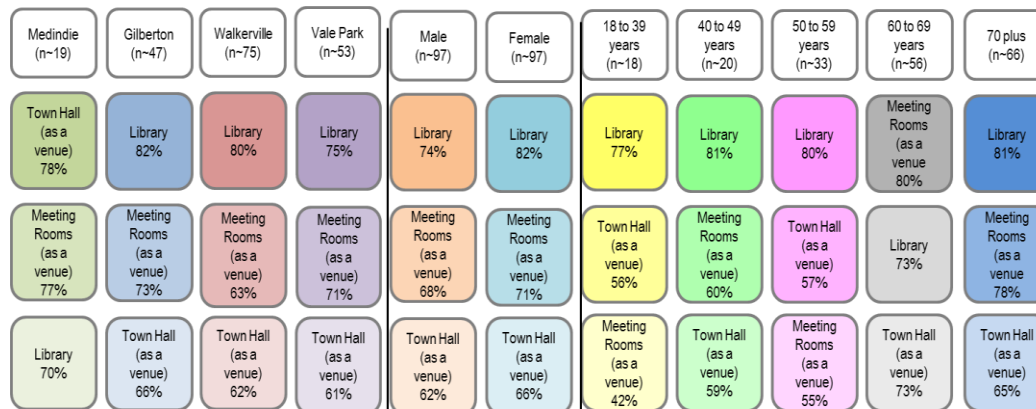 Medindie
(n~19)
Gilberton
(n~47)
Walkerville
(n~75)
Vale Park
(n~53)
Male
(n~97)
Female
(n~97)
18 to 39
years
(n~18)
40 to 49
years
(n~20)
50 to 59
years
(n~33)
60 to 69
years
(n~56)
70 plus
(n~66)
Town Hall
(as a
venue)
78%
Library
82%
Library
80%
Library
75%
Library
74%
Library
82%
Library
77%
Library
81%
Library
80%
Meeting
Rooms
(as a
venue
80%
Library
81%
Meeting
Rooms
(as a
venue)
77%
Meeting
Rooms
(as a
venue)
73%
Meeting
Rooms
(as a
venue)
63%
Meeting
Rooms
(as a
venue)
71%
Meeting
Rooms
(as a
venue)
68%
Meeting
Rooms
(as a
venue)
71%
Town Hall
(as a
venue)
56%
Meeting
Rooms
(as a
venue)
60%
Town Hall
(as a
venue)
57%
Library
73%
Meeting
Rooms
(as a
venue
78%
Library
70%
Town Hall
(as a
venue)
66%
Town Hall
(as a
venue)
62%
Town Hall
(as a
venue)
61%
Town Hall
(as a
venue)
62%
Town Hall
(as a
venue)
66%
Meeting
Rooms
(as a
venue)
42%
Town Hall
(as a
venue)
59%
Meeting
Rooms
(as a
venue)
55%
Town Hall
(as a
venue)
73%
Town Hall
(as a
venue)
65%